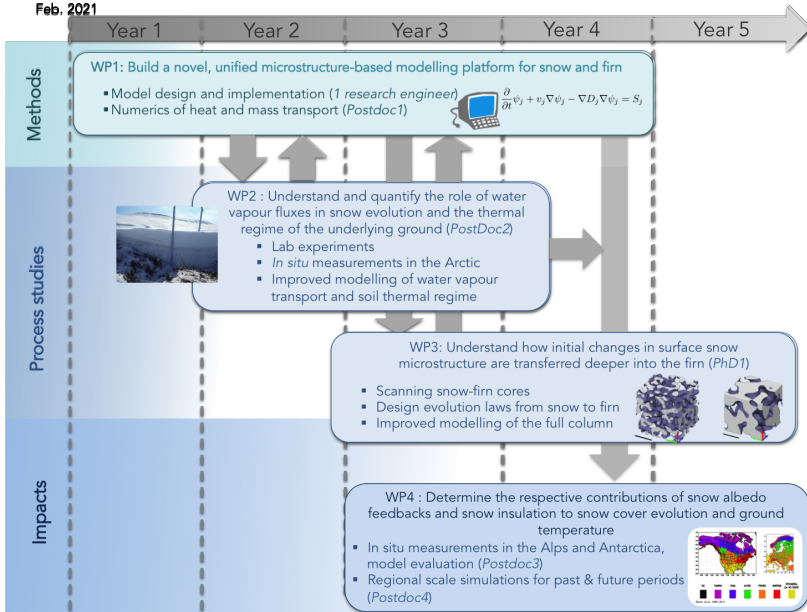 Feb. 2021
Year 1
Year 2
Year 3
Year 4
Year 5
Methods
WP1: Build a novel, unified microstructure-based modelling platform for snow and firn
▪ Model design and implementation (1 research engineer)
▪ Numerics of heat and mass transport (Postdoc1)
∂/∂t ψj + vj∇ψj − ∇Dj∇ψj = Sj
Process studies
WP2 : Understand and quantify the role of water
vapour fluxes in snow evolution and the thermal
regime of the underlying ground (PostDoc2)
▪ Lab experiments
▪ In situ measurements in the Arctic
▪ Improved modelling of water vapour
transport and soil thermal regime
WP3: Understand how initial changes in surface snow
microstructure are transferred deeper into the firn (PhD1)
▪ Scanning snow-firn cores
▪ Design evolution laws from snow to firn
▪ Improved modelling of the full column
Impacts
WP4 : Determine the respective contributions of snow albedo
feedbacks and snow insulation to snow cover evolution and ground
temperature
▪ In situ measurements in the Alps and Antarctica,
model evaluation (Postdoc3)
▪ Regional scale simulations for past & future periods
(Postdoc4)